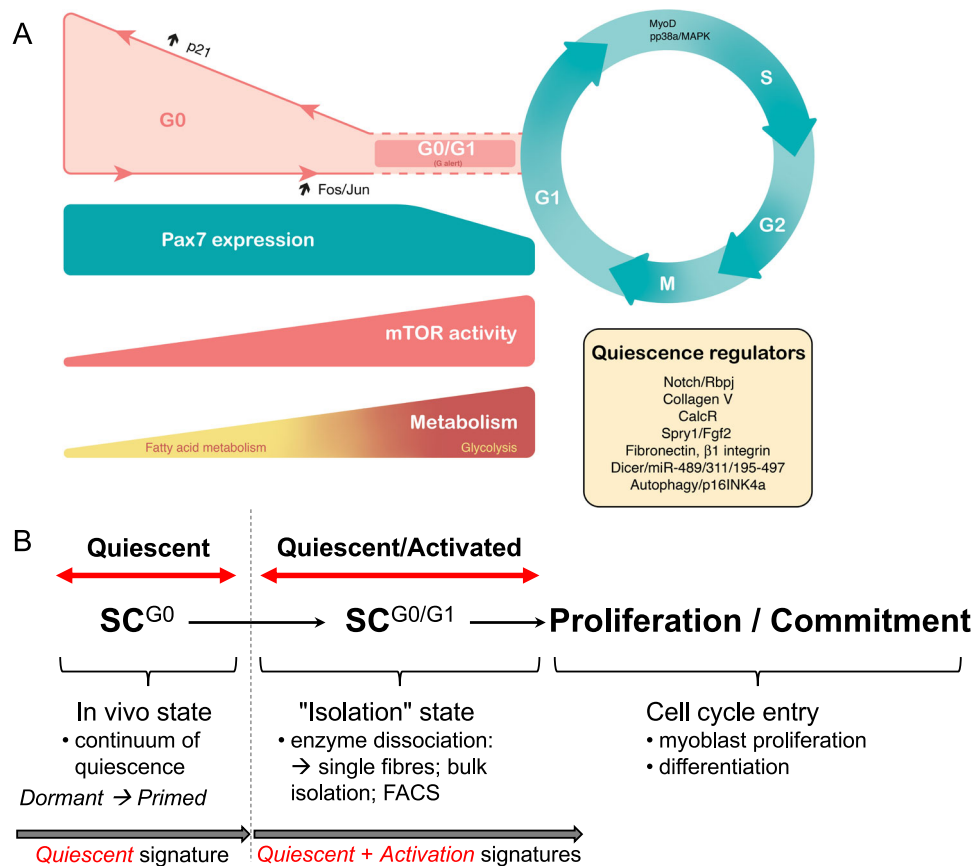 A
p21
G0
G0/G1
(G alert)
Fos/Jun
MyoD
pp38a/MAPK
S
G1
G2
M
Pax7 expression
mTOR activity
Metabolism
Fatty acid metabolism
Glycolysis
Quiescence regulators
Notch/Rbpj
Collagen V
CalcR
Spry1/Fgf2
Fibronectin, β1 integrin
Dicer/miR-489/311/195-497
Autophagy/p16INK4a
B
Quiescent
Quiescent/Activated
SCG0
SCG0/G1
Proliferation / Commitment
In vivo state
• continuum of
quiescence
Dormant → Primed
"Isolation" state
• enzyme dissociation:
→ single fibres; bulk
isolation; FACS
Cell cycle entry
• myoblast proliferation
• differentiation
Quiescent signature
Quiescent + Activation signatures